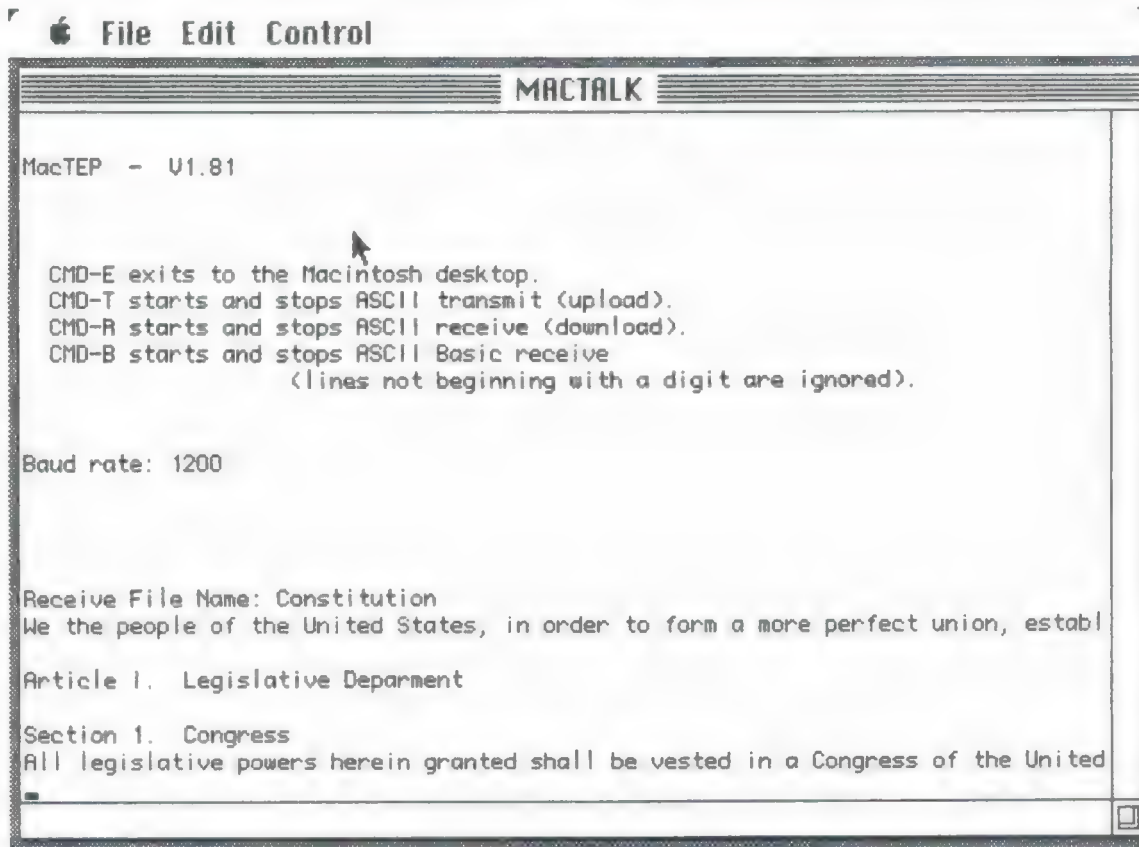 File Edit Control
MACTALK
MacTEP - V1.81
CMD-E exits to the Macintosh desktop.
CMD-T starts and stops ASCII transmit (upload).
CMD-R starts and stops ASCII receive (download).
CMD-B starts and stops ASCII Basic receive
(lines not beginning with a digit are ignored).
Baud rate: 1200
Receive File Name: Constitution
We the people of the United States, in order to form a more perfect union, establ
Article I. Legislative Deparment
Section 1. Congress
All legislative powers herein granted shall be vested in a Congress of the United